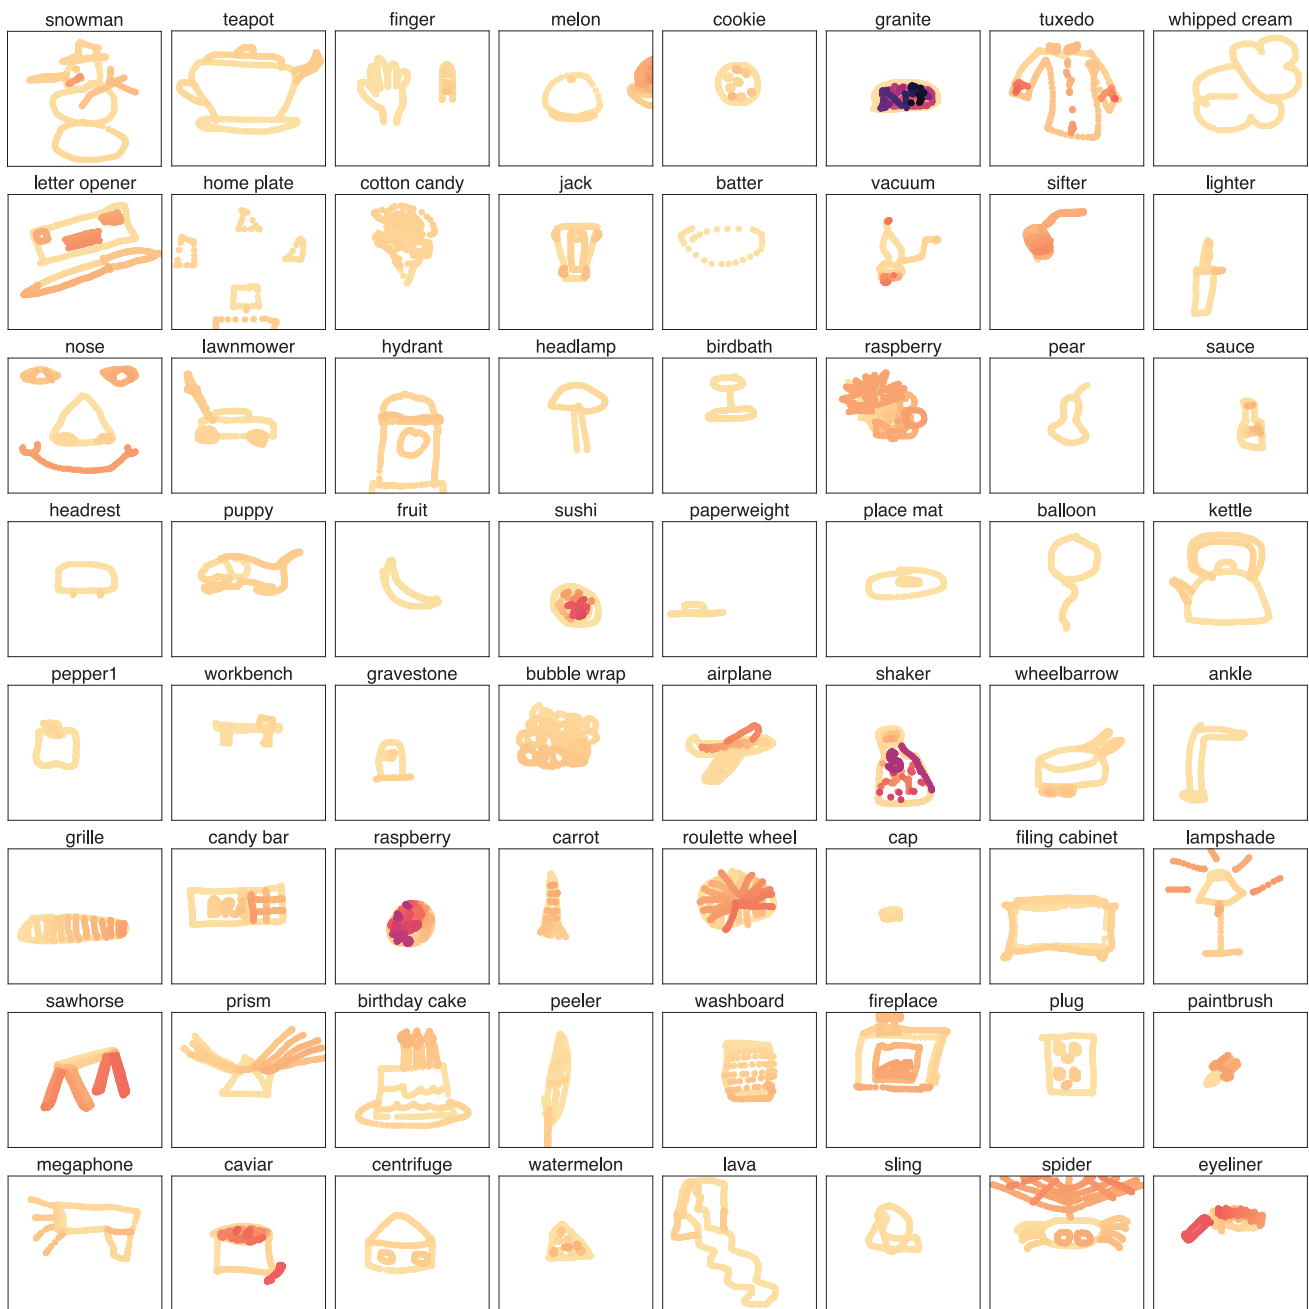 snowman teapot finger melon cookie granite tuxedo whipped cream
letter opener home plate cotton candy jack batter vacuum sifter lighter
nose lawnmower hydrant headlamp birdbath raspberry pear sauce
headrest puppy fruit sushi paperweight place mat balloon kettle
pepper1 workbench gravestone bubble wrap airplane shaker wheelbarrow ankle
grille candy bar raspberry carrot roulette wheel cap filing cabinet lampshade
sawhorse prism birthday cake peeler washboard fireplace plug paintbrush
megaphone caviar centrifuge watermelon lava sling spider eyeliner